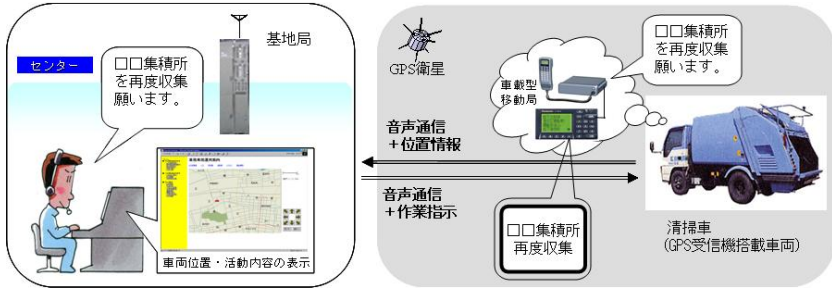 基地局
センター
□□集積所
を再度収集
願います。
車両位置・活動内容の表示
GPS衛星
車載型
移動局
□□集積所
を再度収集
願います。
音声通信
+位置情報
音声通信
+作業指示
□□集積所
再度収集
清掃車
(GPS受信機搭載車両)